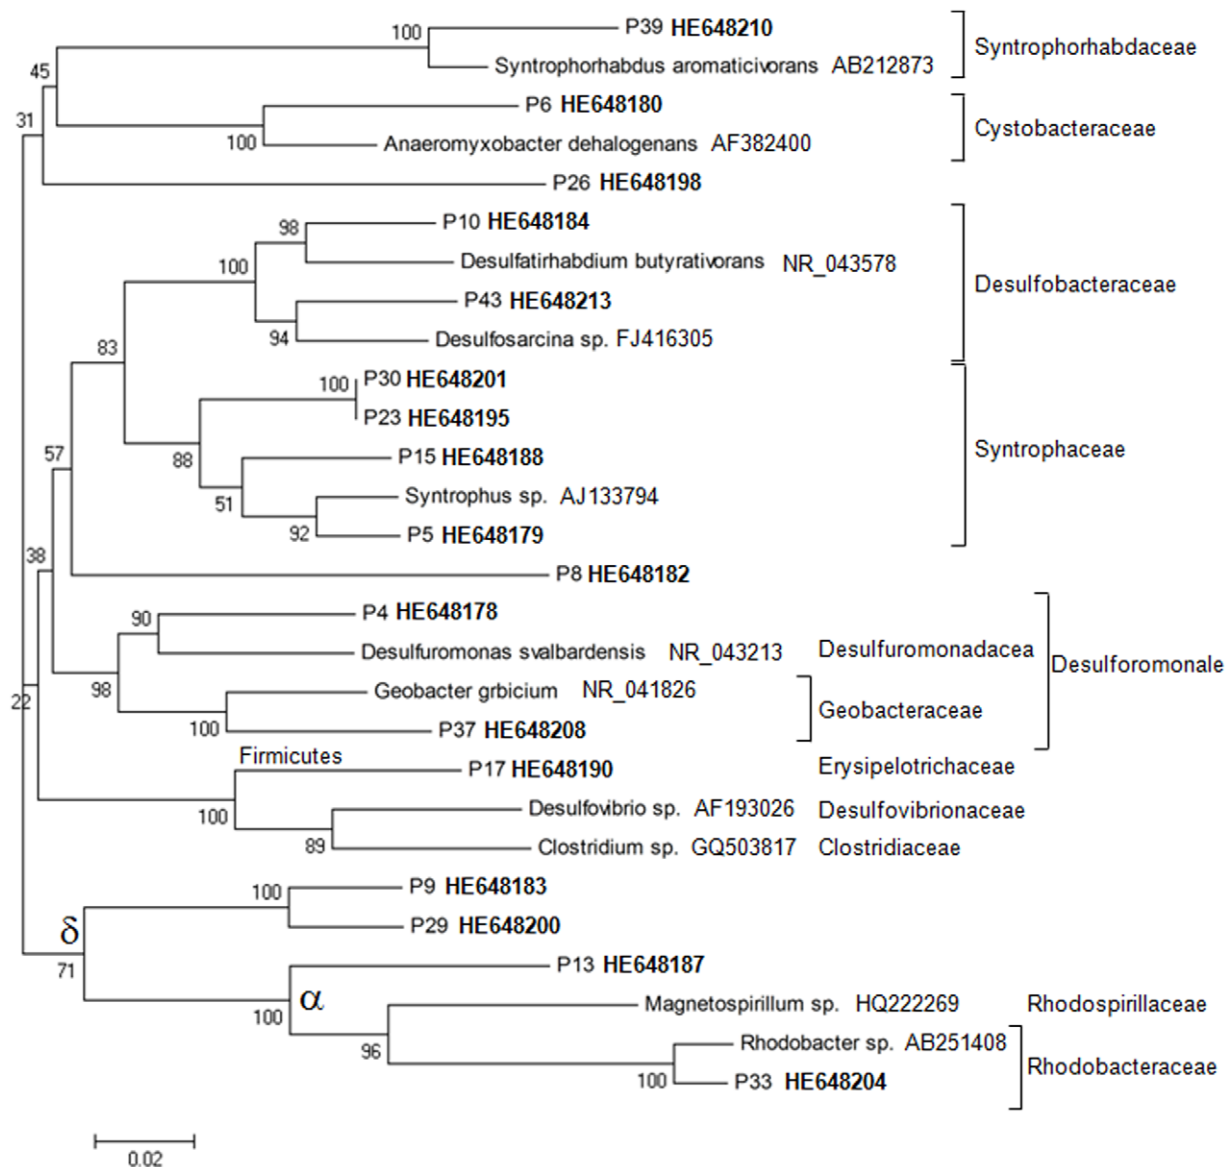 P39 HE648210
100
Syntrophorhabdaceae
Syntrophorhabdus aromaticivorans AB212873
45
P6 HE648180
31
Cystobacteraceae
100
Anaeromyxobacter dehalogenans AF382400
P26 HE648198
P10 HE648184
98
Desulfatirhabdium butyrativorans NR_043578
100
Desulfobacteraceae
P43 HE648213
94
Desulfosarcina sp. FJ416305
83
P30 HE648201
100
P23 HE648195
57
88
P15 HE648188
Syntrophaceae
51
Syntrophus sp. AJ133794
92
P5 HE648179
38
P8 HE648182
P4 HE648178
90
Desulfuromonas svalbardensis NR_043213 Desulfuromonadacea
Desulforomonale
98
Geobacter grbicium NR_041826
22
Geobacteraceae
100
P37 HE648208
Firmicutes
P17 HE648190 Erysipelotrichaceae
100
Desulfovibrio sp. AF193026 Desulfovibrionaceae
89
Clostridium sp. GQ503817 Clostridiaceae
P9 HE648183
100
P29 HE648200
δ
71
P13 HE648187
α
100
Magnetospirillum sp. HQ222269 Rhodospirillaceae
96
Rhodobacter sp. AB251408
Rhodobacteraceae
100
P33 HE648204
0.02